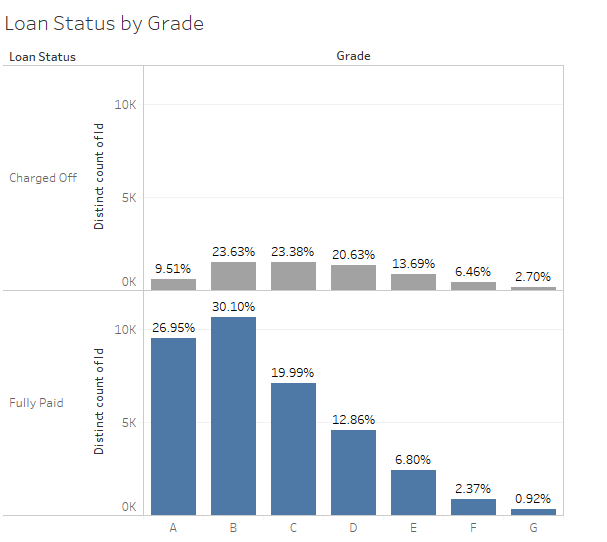 Loan Status by Grade
Loan Status
Grade
Charged Off
Distinct count of Id
10K
5K
0K
9.51%
23.63%
23.38%
20.63%
13.69%
6.46%
2.70%
Fully Paid
Distinct count of Id
10K
5K
0K
26.95%
30.10%
19.99%
12.86%
6.80%
2.37%
0.92%
A B C D E F G